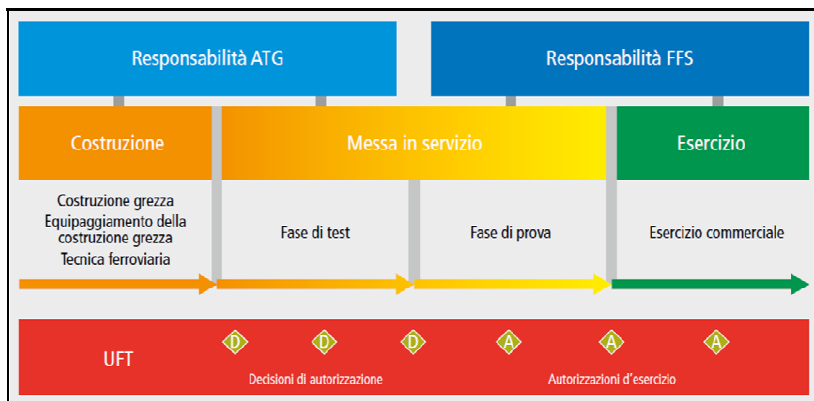 Responsabilità ATG
Responsabilità FFS
Costruzione
Messa in servizio
Esercizio
Costruzione grezza
Equipaggiamento della
costruzione grezza
Tecnica ferroviaria
Fase di test
Fase di prova
Esercizio commerciale
UFT
D
D
D
A
A
A
Decisioni di autorizzazione
Autorizzazioni d'esercizio